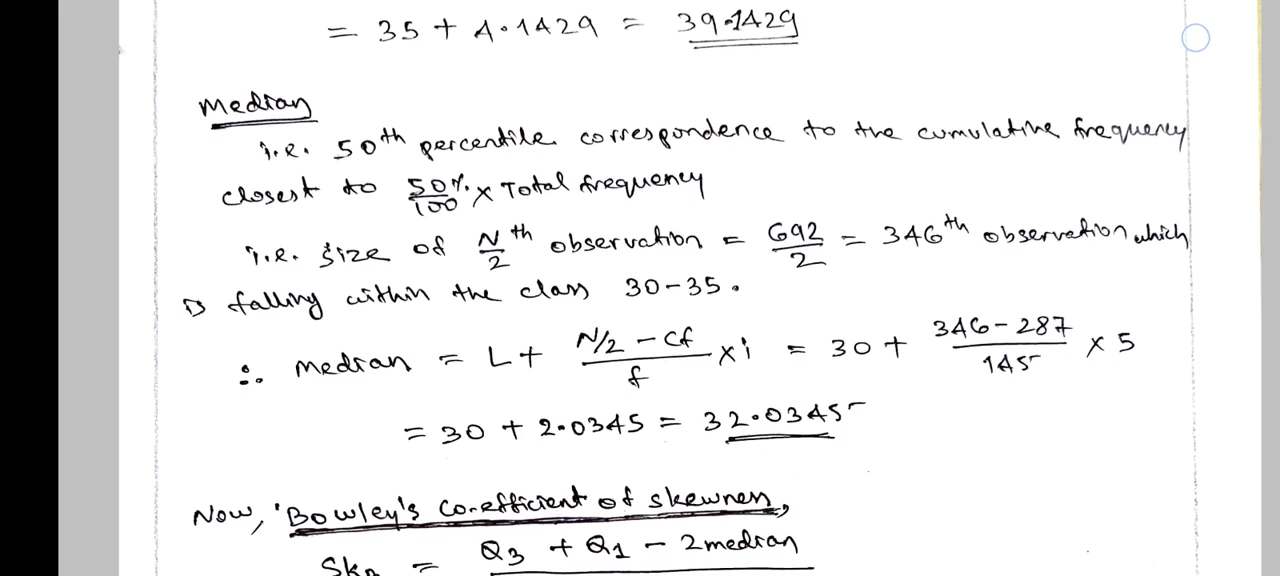 = 35 + 4.1429 = 39.1429
Median
i.e. 50th percentile correspondence to the cumulative frequency
closest to 50%/100 × Total frequency
i.e. size of N/2 th observation = 692/2 = 346th observation which
is falling within the class 30-35.
∴ median = L + (N/2 - Cf)/f × i = 30 + (346-287)/145 × 5
= 30 + 2.0345 = 32.0345
Now, 'Bowley's co-efficient of skewness,
Skp = Q3 + Q1 - 2median